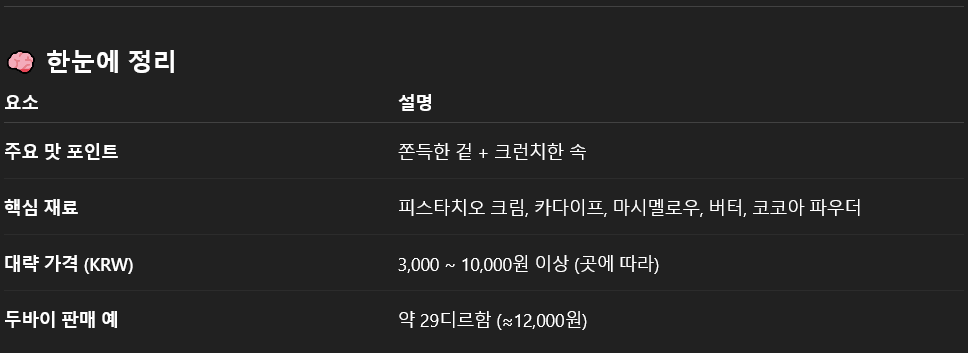 🧠 한눈에 정리
요소 설명
주요 맛 포인트 쫀득한 겉 + 크런치한 속
핵심 재료 피스타치오 크림, 카다이프, 마시멜로우, 버터, 코코아 파우더
대략 가격 (KRW) 3,000 ~ 10,000원 이상 (곳에 따라)
두바이 판매 예 약 29디르함 (≈12,000원)